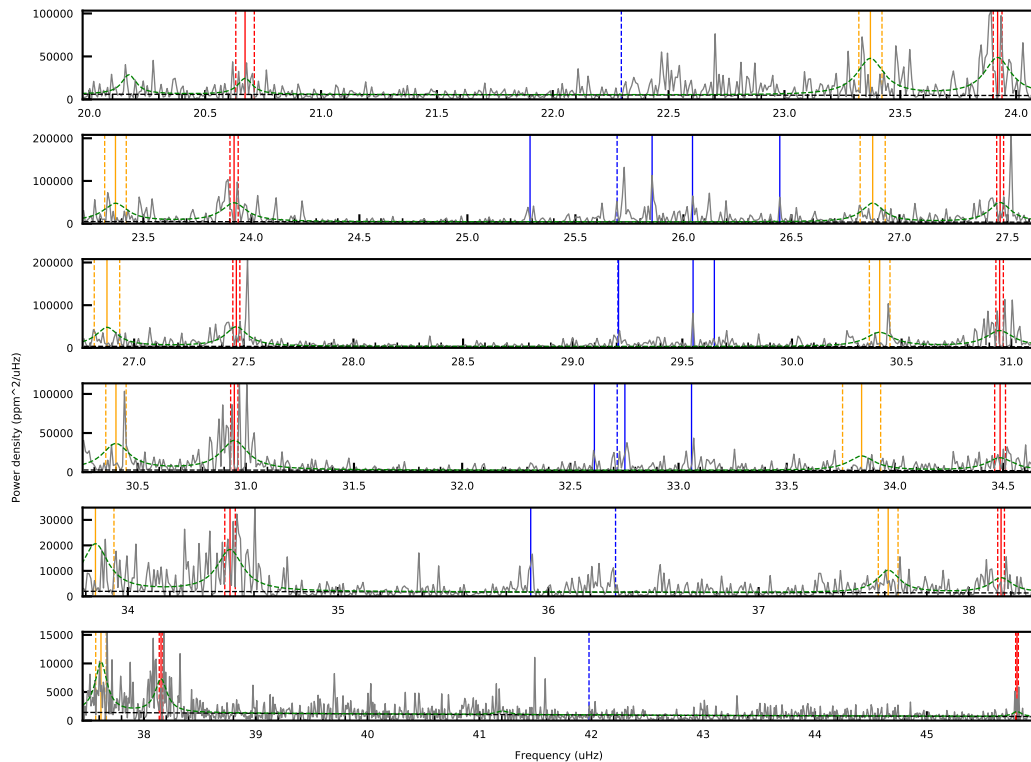 100000
50000
0
20.0 20.5 21.0 21.5 22.0 22.5 23.0 23.5 24.0
200000
100000
0
23.5 24.0 24.5 25.0 25.5 26.0 26.5 27.0 27.5
200000
100000
0
27.0 27.5 28.0 28.5 29.0 29.5 30.0 30.5 31.0
Power density (ppm^2/uHz)
100000
50000
0
30.5 31.0 31.5 32.0 32.5 33.0 33.5 34.0 34.5
30000
20000
10000
0
34 35 36 37 38
15000
10000
5000
0
38 39 40 41 42 43 44 45
Frequency (uHz)